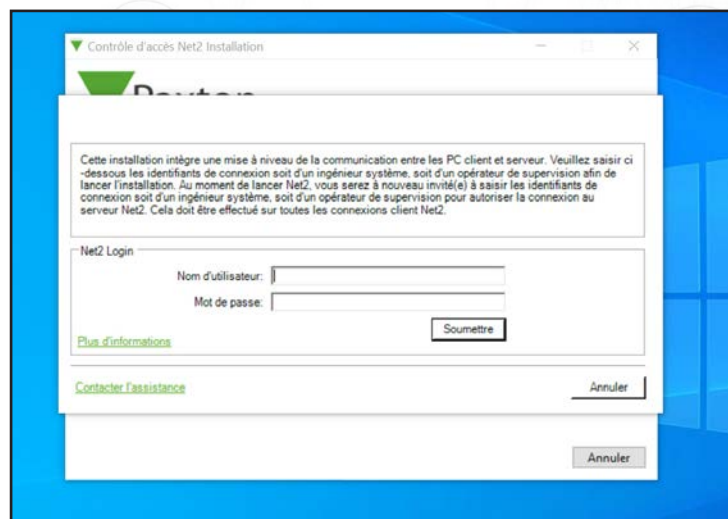 Contrôle d'accès Net2 Installation
Cette installation intègre une mise à niveau de la communication entre les PC client et serveur. Veuillez saisir ci
-dessous les identifiants de connexion soit d'un ingénieur système, soit d'un opérateur de supervision afin de
lancer l'installation. Au moment de lancer Net2, vous serez à nouveau invité(e) à saisir les identifiants de
connexion soit d'un ingénieur système, soit d'un opérateur de supervision pour autoriser la connexion au
serveur Net2. Cela doit être effectué sur toutes les connexions client Net2.
Net2 Login
Nom d'utilisateur:
Mot de passe:
Soumettre
Plus d'informations
Contacter l'assistance
Annuler
Annuler